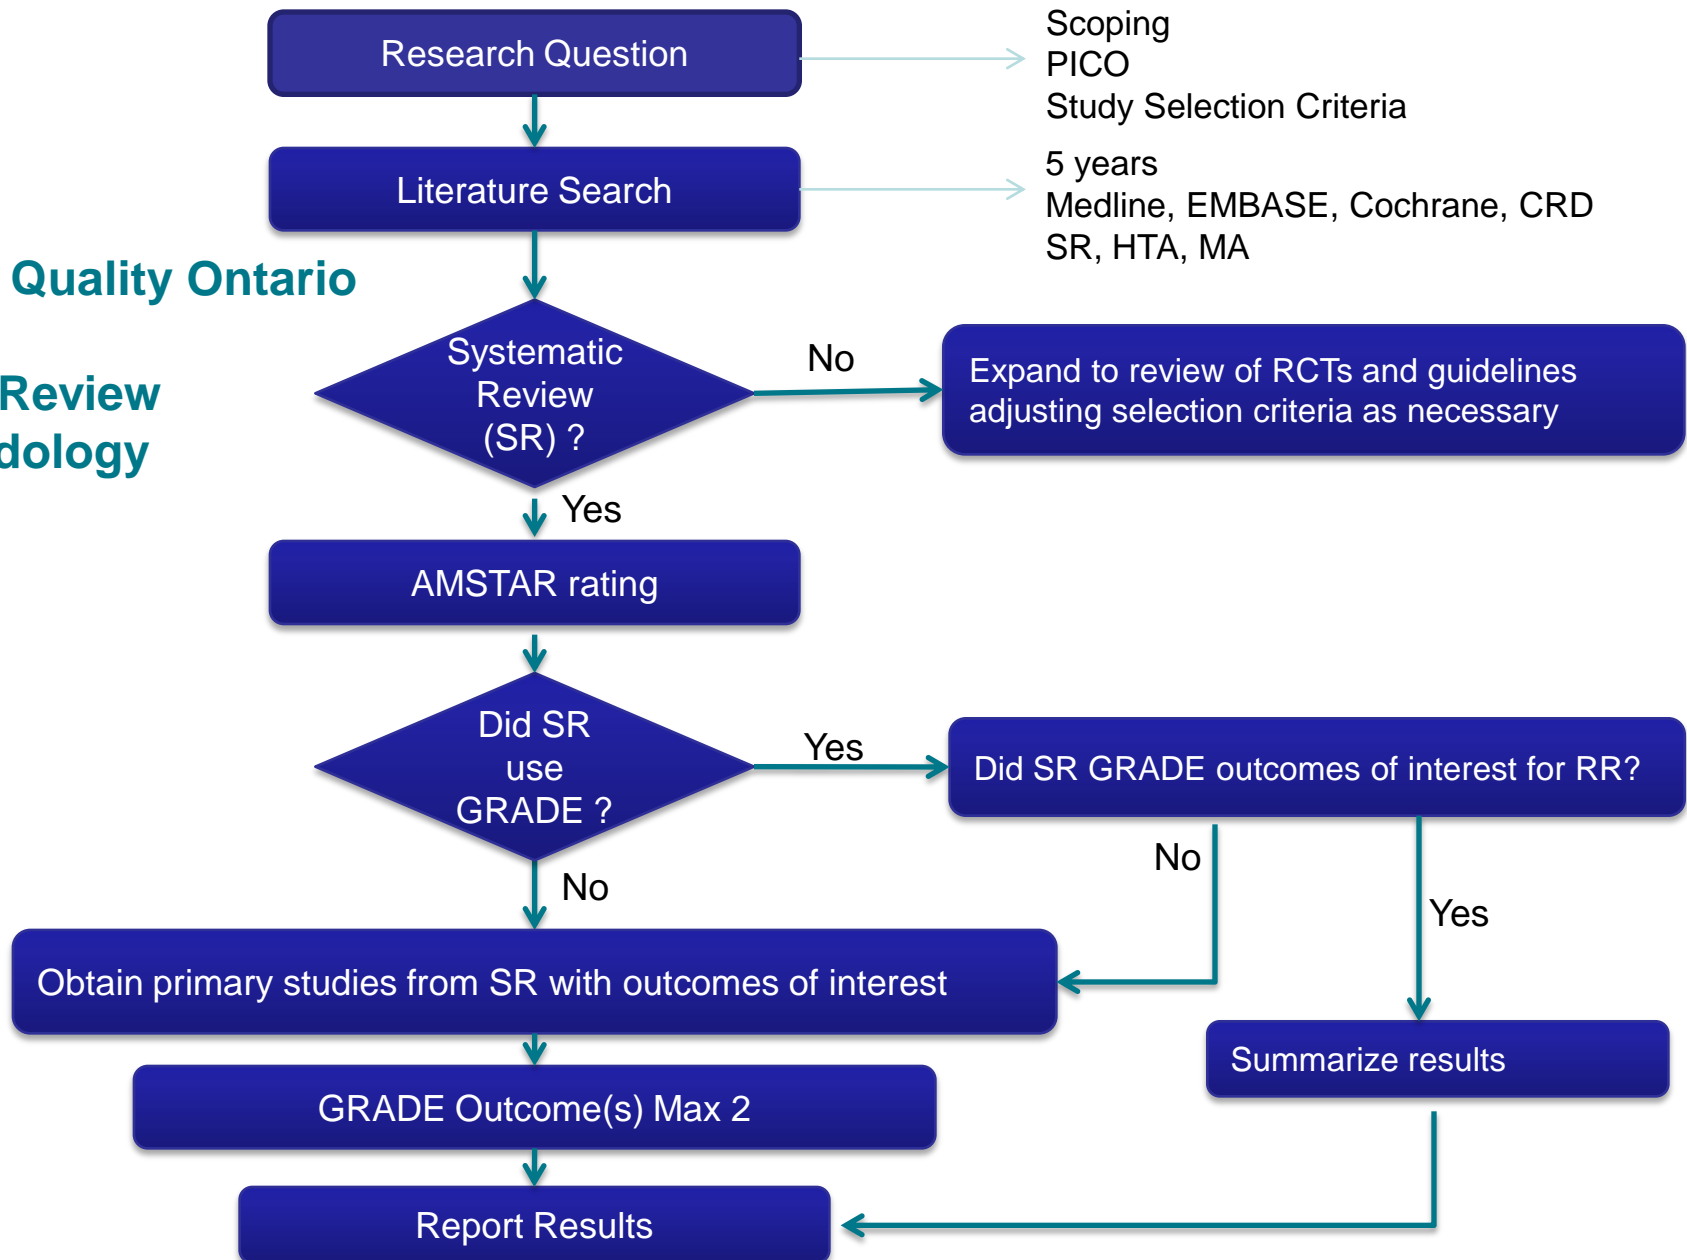 Research Question
Scoping
PICO
Study Selection Criteria
Literature Search
5 years
Medline, EMBASE, Cochrane, CRD
SR, HTA, MA
Quality Ontario
Review
dology
Systematic
Review
(SR) ?
No
Expand to review of RCTs and guidelines
adjusting selection criteria as necessary
Yes
AMSTAR rating
Did SR
use
GRADE ?
Yes
Did SR GRADE outcomes of interest for RR?
No
No
Yes
Obtain primary studies from SR with outcomes of interest
Summarize results
GRADE Outcome(s) Max 2
Report Results